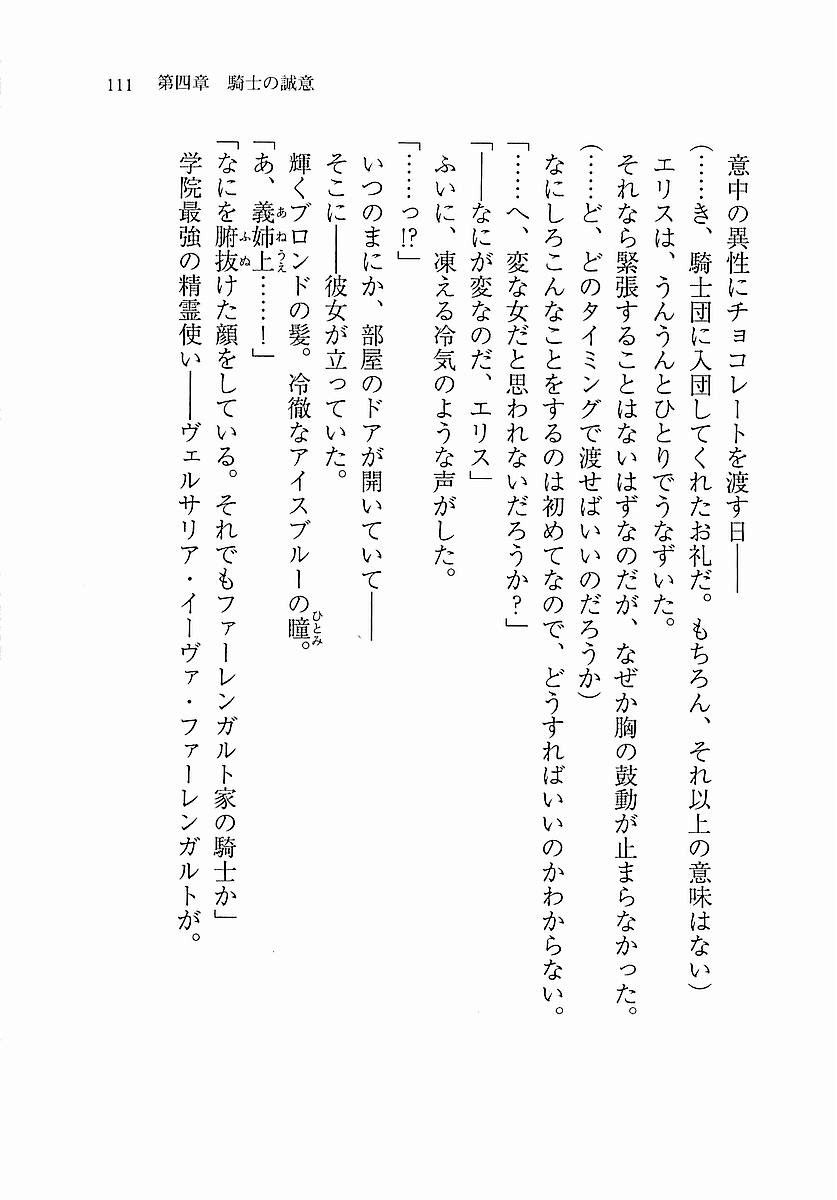 111　第四章　騎士の誠意
意中の異性にチョコレートを渡す日――
（……き、騎士団に入団してくれたお礼だ。もちろん、それ以上の意味はない）
エリスは、うんうんとひとりでうなずいた。
それなら緊張することはないはずなのだが、なぜか胸の鼓動が止まらなかった。
（……ど、どのタイミングで渡せばいいのだろうか）
なにしろこんなことをするのは初めてなので、どうすればいいのかわからない。
「……へ、変な女だと思われないだろうか？」
「――なにが変なのだ、エリス」
ふいに、凍える冷気のような声がした。
「……っ!?」
いつのまにか、部屋のドアが開いていて――
そこに――彼女が立っていた。
輝くブロンドの髪。冷徹なアイスブルーの瞳ひとみ。
「あ、義姉上あねうえ……！」
「なにを腑抜ふぬけた顔をしている。それでもファーレンガルト家の騎士か」
学院最強の精霊使い――ヴェルサリア・イーヴァ・ファーレンガルトが。